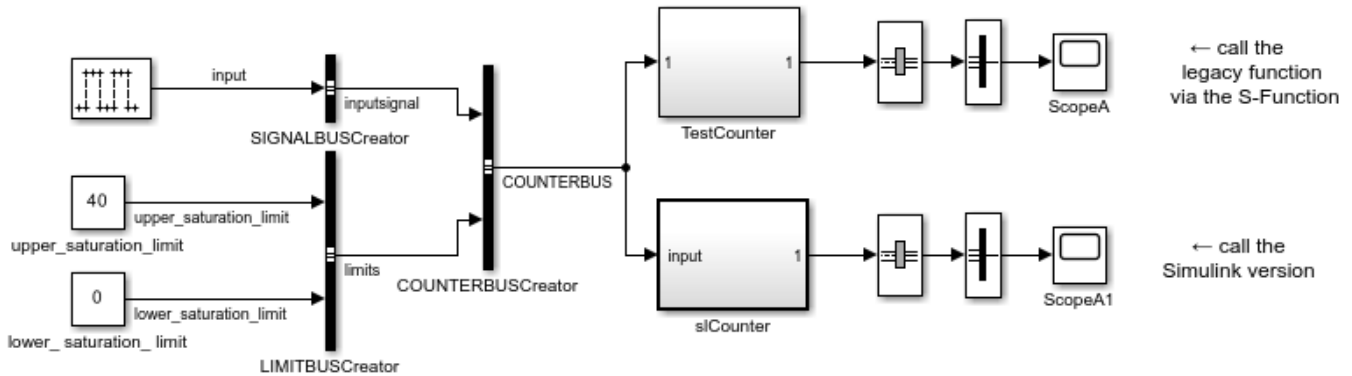 input
inputsignal
SIGNALBUSCreator
40
upper_saturation_limit
upper_saturation_limit
0
lower_saturation_limit
lower_ saturation_ limit
limits
LIMITBUSCreator
COUNTERBUSCreator
COUNTERBUS
1
1
TestCounter
ScopeA
← call the
legacy function
via the S-Function
input
1
slCounter
ScopeA1
← call the
Simulink version